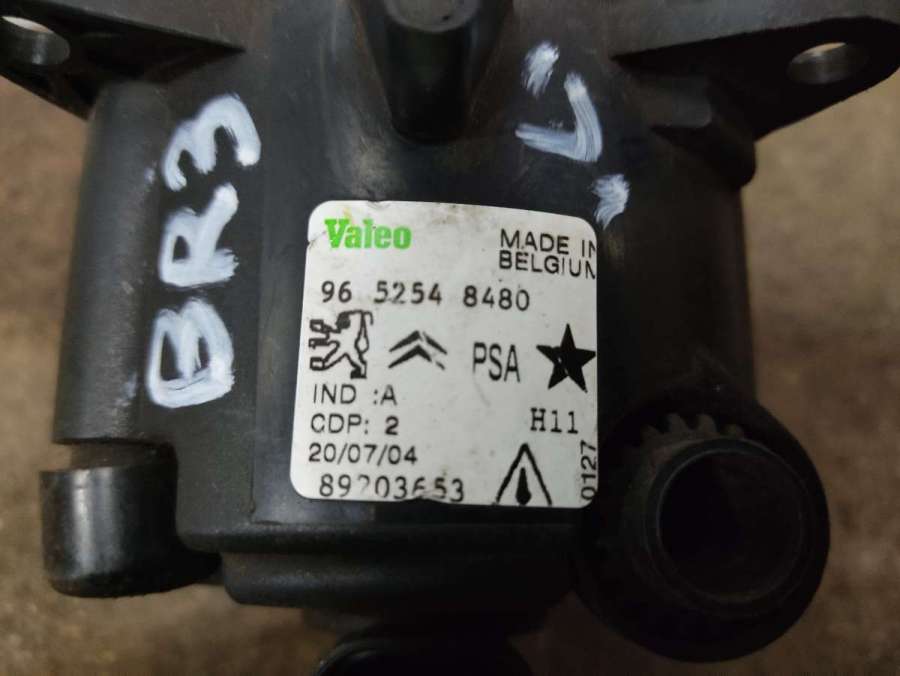 BR3
Valeo
MADE IN
BELGIUM
96 5254 8480
PSA
IND :A
CDP: 2
H11
20/07/04
89203653
0127